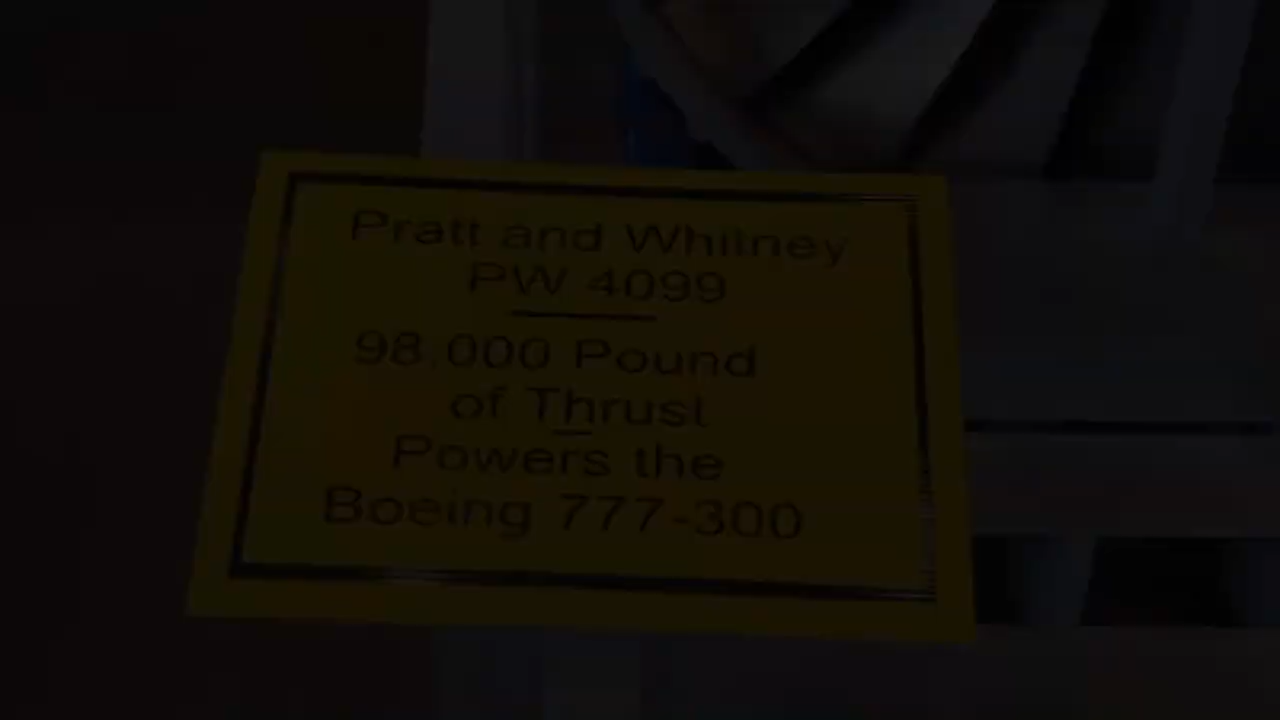 Pratt and Whitney
PW 4099
98,000 Pound
of Thrust
Powers the
Boeing 777-300